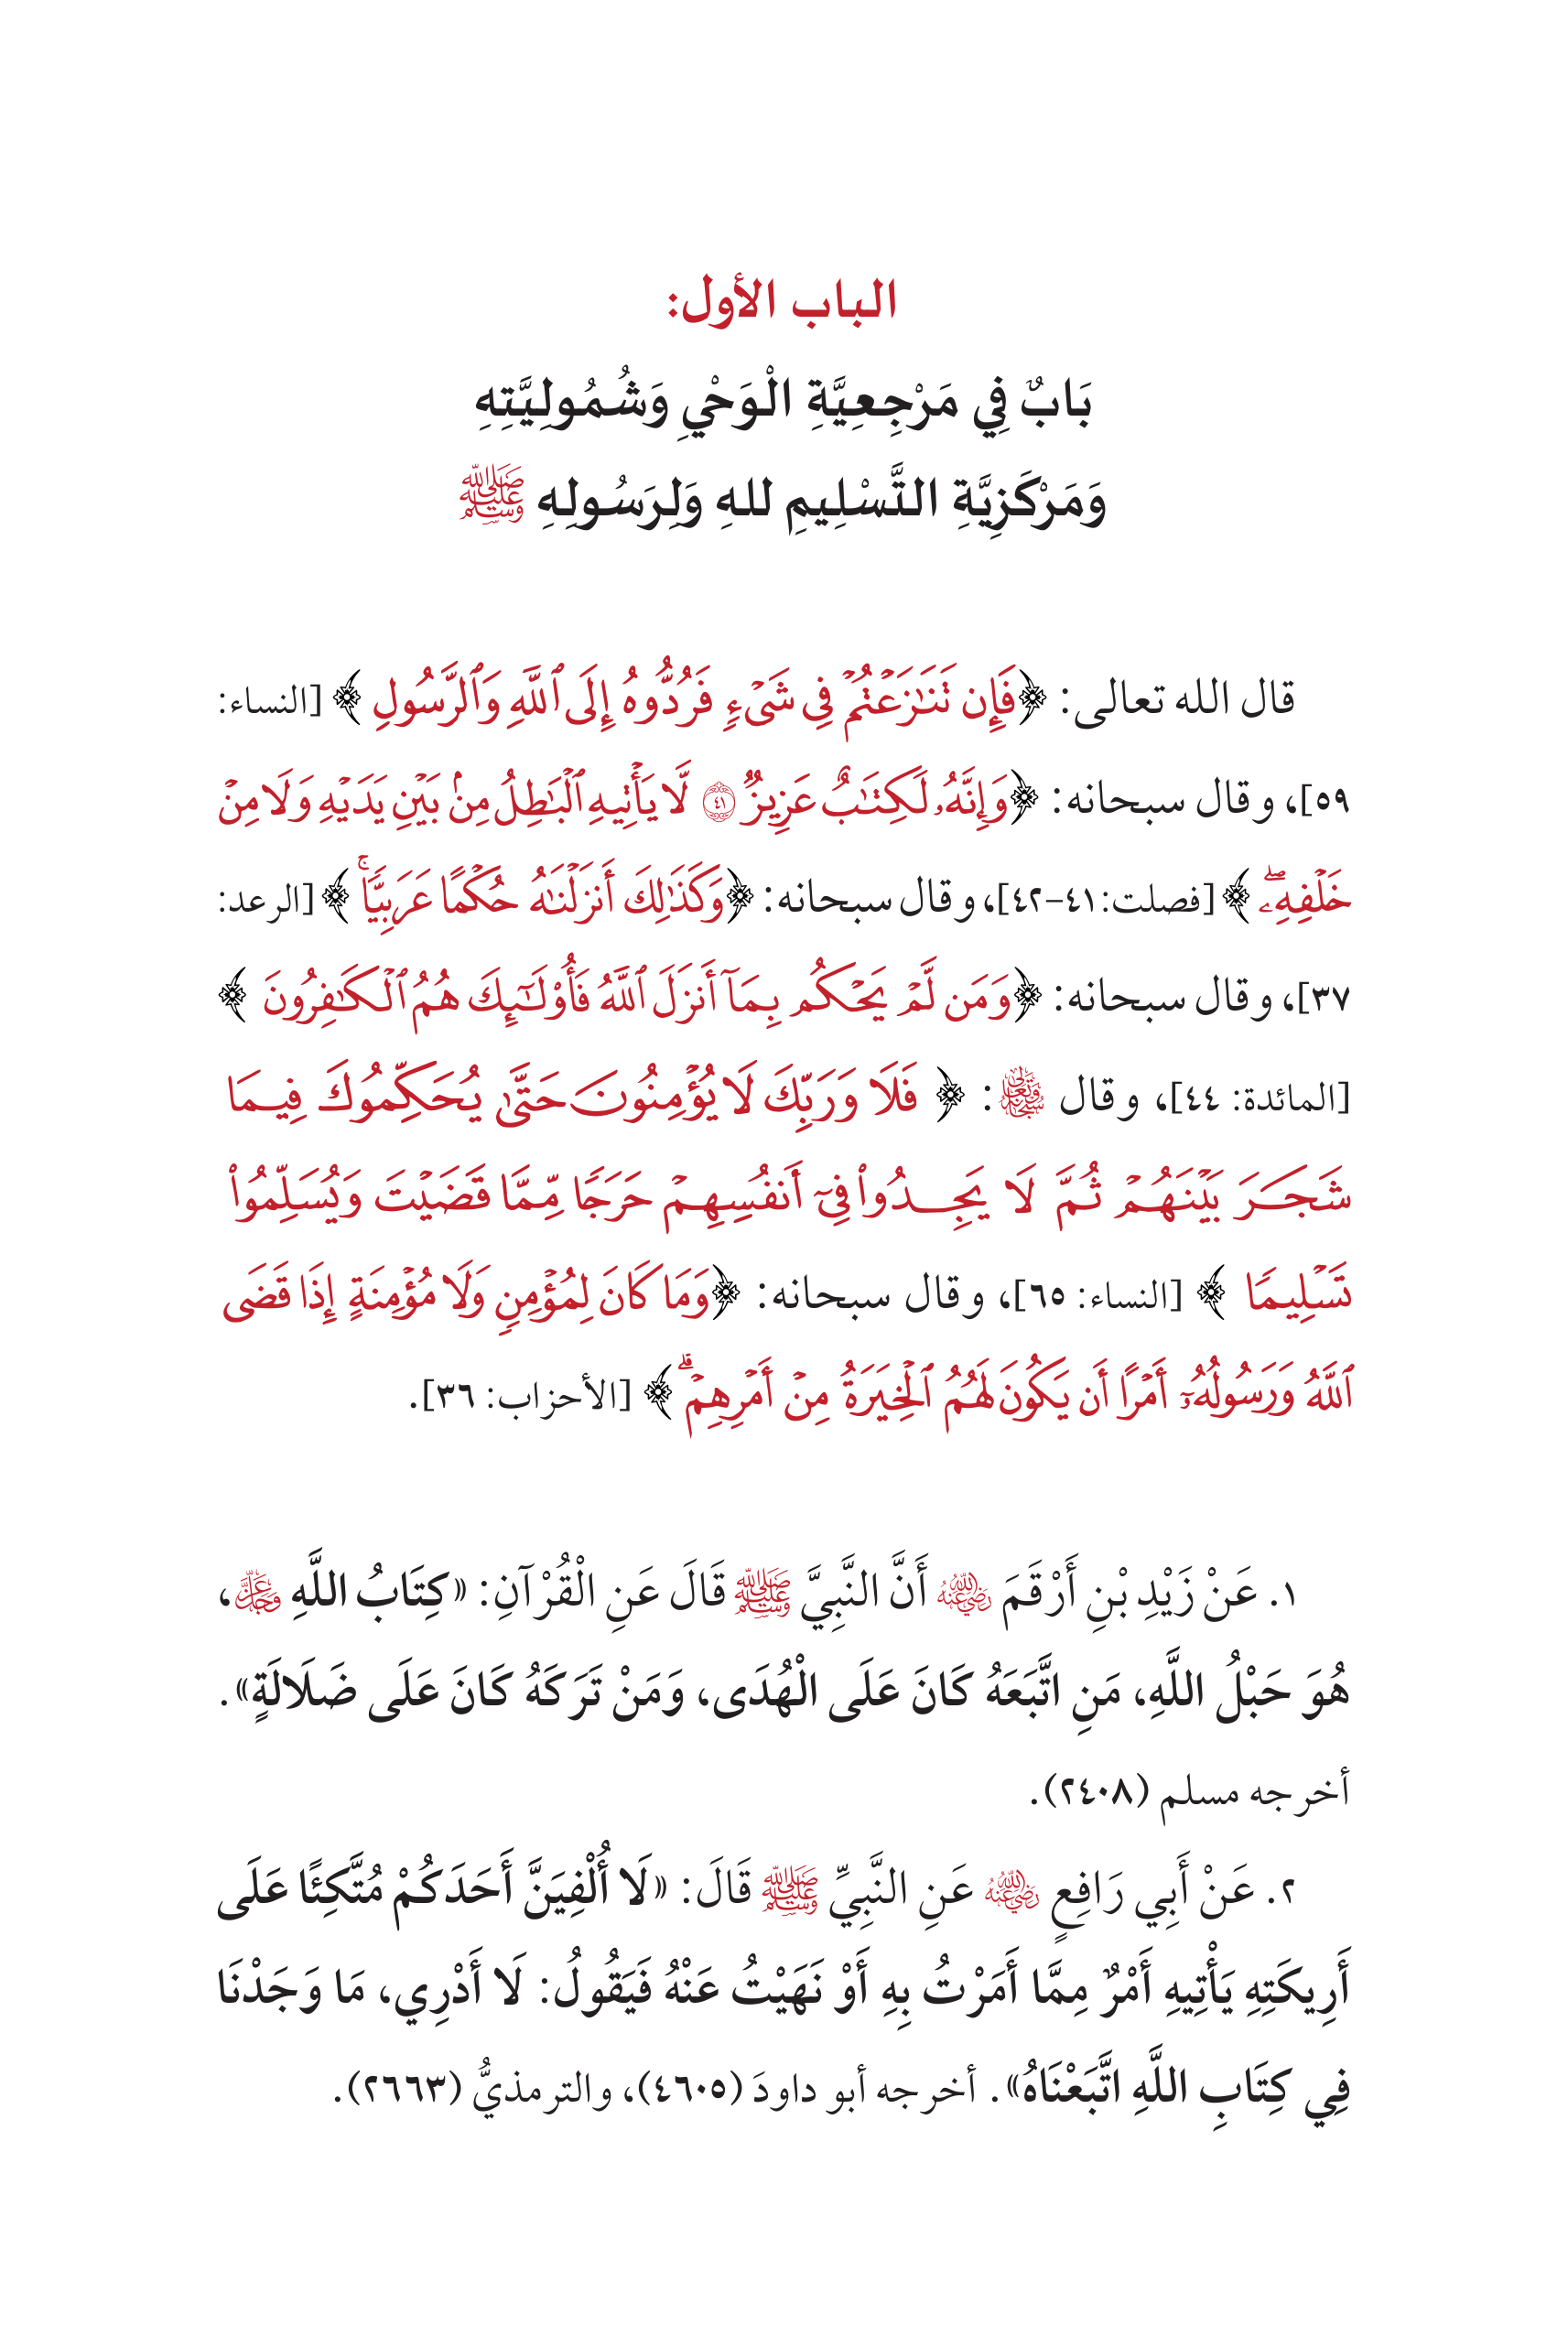 الباب الأول:
بَابٌ فِي مَرْجِعِيَّةِ الْوَحْيِ وَشُمُولِيَّتِهِ
وَمَرْكَزِيَّةِ التَّسْلِيمِ للهِ وَلِرَسُولِهِ ﷺ
قال الله تعالى: ﴿فَإِن تَنَٰزَعۡتُمۡ فِي شَيۡءٖ فَرُدُّوهُ إِلَى ٱللَّهِ وَٱلرَّسُولِ ﴾ [النساء:
٥٩]، وقال سبحانه: ﴿وَإِنَّهُۥ لَكِتَٰبٌ عَزِيزٞ ٤١ لَّا يَأۡتِيهِ ٱلۡبَٰطِلُ مِنۢ بَيۡنِ يَدَيۡهِ وَلَا مِنۡ
خَلۡفِهِۦۖ ﴾ [فصلت: ٤١-٤٢]، وقال سبحانه: ﴿وَكَذَٰلِكَ أَنزَلۡنَٰهُ حُكۡمًا عَرَبِيّٗاۚ ﴾ [الرعد:
٣٧]، وقال سبحانه: ﴿وَمَن لَّمۡ يَحۡكُم بِمَآ أَنزَلَ ٱللَّهُ فَأُوْلَٰٓئِكَ هُمُ ٱلۡكَٰفِرُونَ ﴾
[المائدة: ٤٤]، وقال سُبْحَانَهُ وَتَعَالَى: ﴿ فَلَا وَرَبِّكَ لَا يُؤۡمِنُونَ حَتَّىٰ يُحَكِّمُوكَ فِيمَا
شَجَرَ بَيۡنَهُمۡ ثُمَّ لَا يَجِدُواْ فِيٓ أَنفُسِهِمۡ حَرَجٗا مِّمَّا قَضَيۡتَ وَيُسَلِّمُواْ
تَسۡلِيمٗا ﴾ [النساء: ٦٥]، وقال سبحانه: ﴿وَمَا كَانَ لِمُؤۡمِنٖ وَلَا مُؤۡمِنَةٍ إِذَا قَضَى
ٱللَّهُ وَرَسُولُهُۥٓ أَمۡرًا أَن يَكُونَ لَهُمُ ٱلۡخِيَرَةُ مِنۡ أَمۡرِهِمۡۗ ﴾ [الأحزاب: ٣٦].
١. عَنْ زَيْدِ بْنِ أَرْقَمَ رَضِيَ اللَّهُ عَنْهُ أَنَّ النَّبِيَّ ﷺ قَالَ عَنِ الْقُرْآنِ: «كِتَابُ اللَّهِ عَزَّ وَجَلَّ،
هُوَ حَبْلُ اللَّهِ، مَنِ اتَّبَعَهُ كَانَ عَلَى الْهُدَى، وَمَنْ تَرَكَهُ كَانَ عَلَى ضَلَالَةٍ».
أخرجه مسلم (٢٤٠٨).
٢. عَنْ أَبِي رَافِعٍ رَضِيَ اللَّهُ عَنْهُ عَنِ النَّبِيِّ ﷺ قَالَ: «لَا أُلْفِيَنَّ أَحَدَكُمْ مُتَّكِئًا عَلَى
أَرِيكَتِهِ يَأْتِيهِ أَمْرٌ مِمَّا أَمَرْتُ بِهِ أَوْ نَهَيْتُ عَنْهُ فَيَقُولُ: لَا أَدْرِي، مَا وَجَدْنَا
فِي كِتَابِ اللَّهِ اتَّبَعْنَاهُ». أخرجه أبو داودَ (٤٦٠٥)، والترمذيُّ (٢٦٦٣).